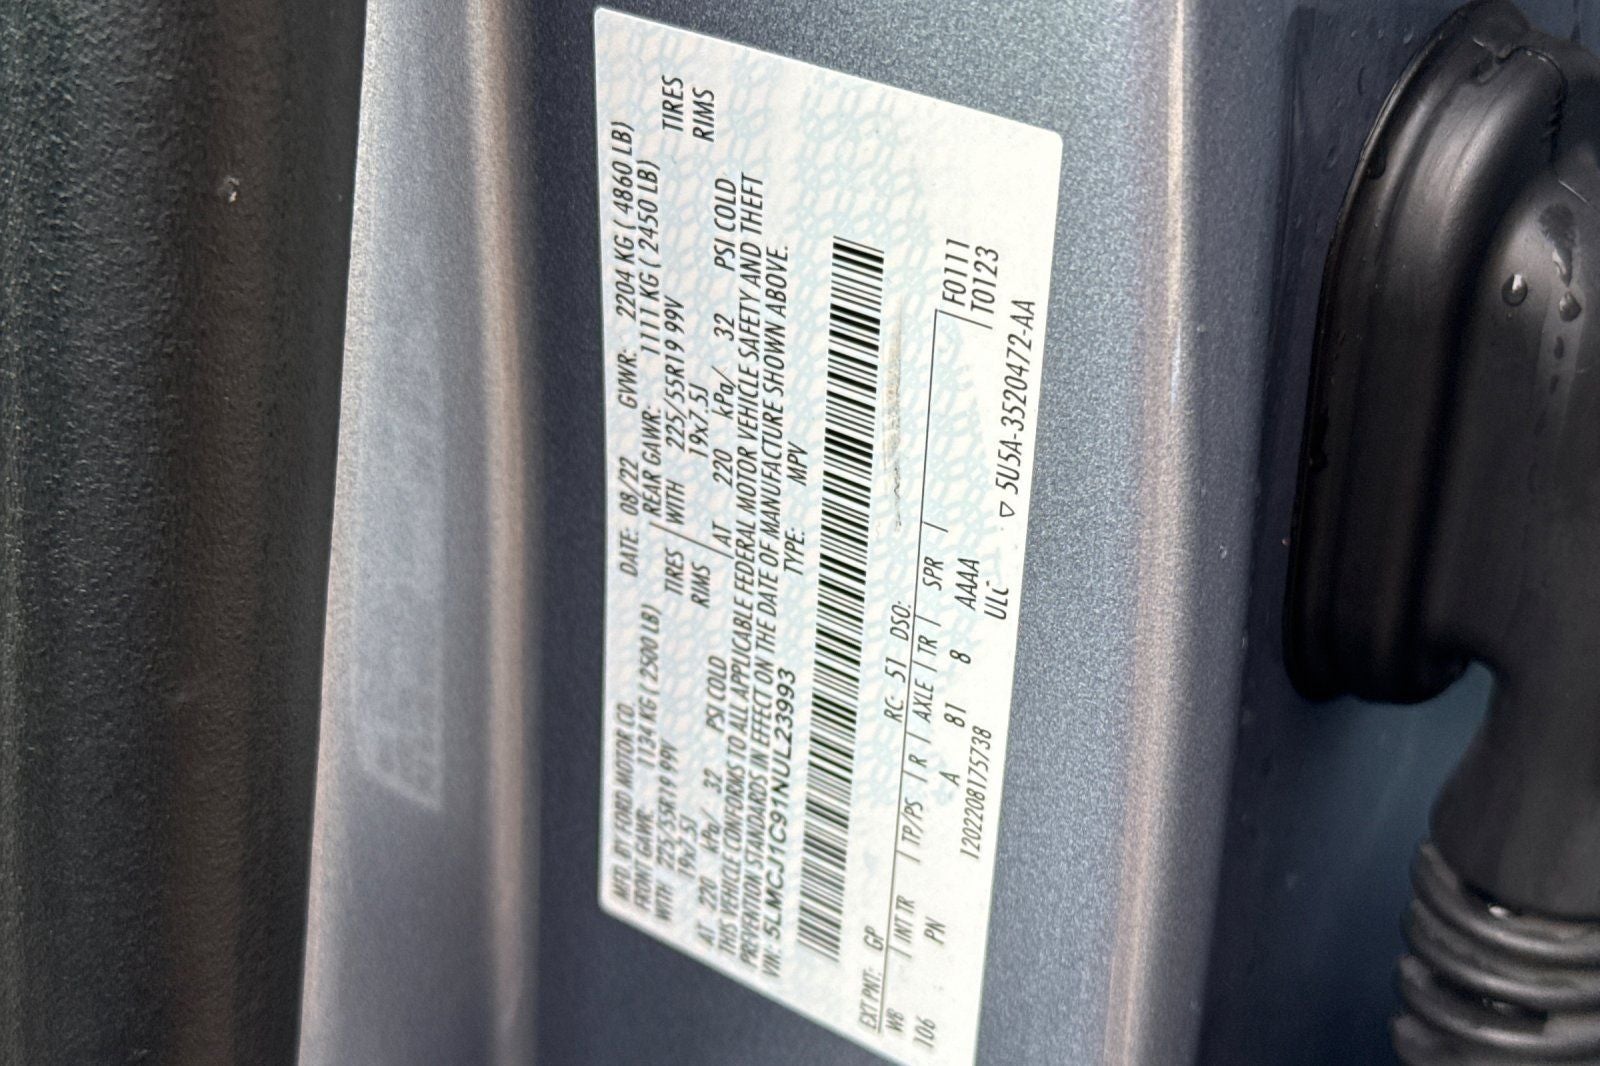 MFD. BY FORD MOTOR CO. DATE: 08/22 GVWR: 2204 KG ( 4860 LB)
FRONT GAWR: 1134 KG ( 2500 LB) REAR GAWR: 1111 KG ( 2450 LB)
WITH 225/55R19 99V TIRES WITH 225/55R19 99V TIRES
19x7.5J RIMS 19x7.5J RIMS
AT 220 kPa/ 32 PSI COLD AT 220 kPa/ 32 PSI COLD
THIS VEHICLE CONFORMS TO ALL APPLICABLE FEDERAL MOTOR VEHICLE SAFETY AND THEFT
PREVENTION STANDARDS IN EFFECT ON THE DATE OF MANUFACTURE SHOWN ABOVE.
VIN: 5LMCJ1C91NUL23993 TYPE: MPV
EXT PNT: GP RC: 51 DSO: F0111
WB | INT TR | TP/PS | R | AXLE | TR | SPR | T0123
106 PN A 81 8 AAAA
1202208175738 ULC ▽ 5U5A-3520472-AA